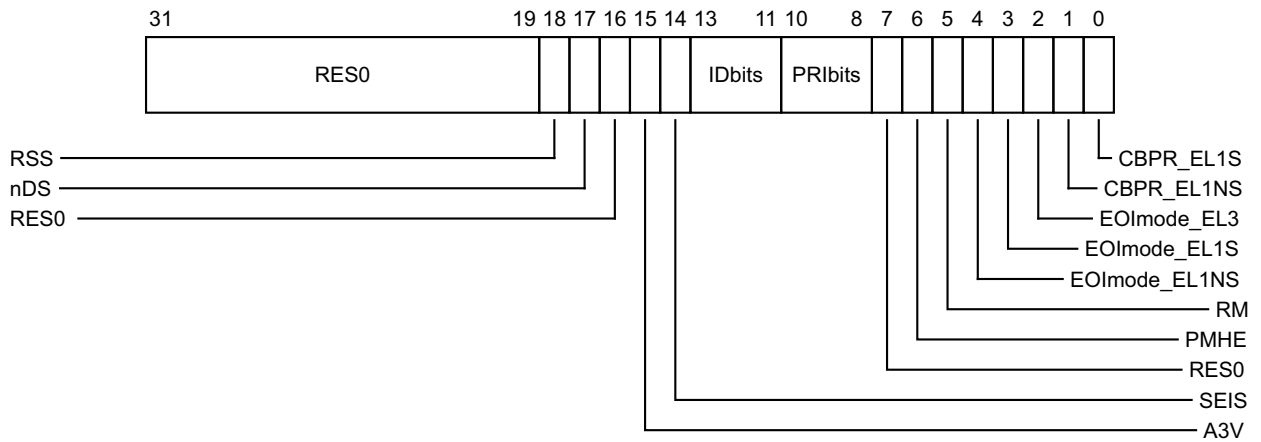 31 19 18 17 16 15 14 13 11 10 8 7 6 5 4 3 2 1 0
RES0 IDbits PRIbits
RSS CBPR_EL1S
nDS CBPR_EL1NS
RES0 EOImode_EL3
EOImode_EL1S
EOImode_EL1NS
RM
PMHE
RES0
SEIS
A3V